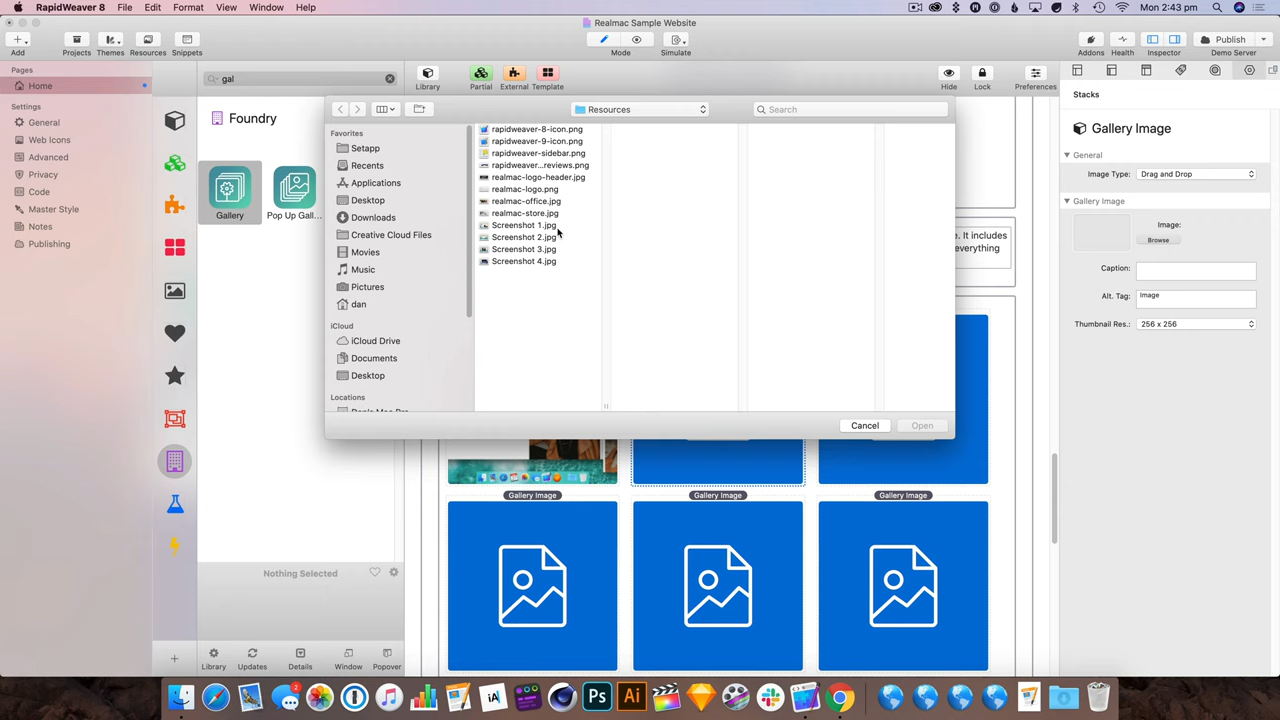 RapidWeaver 8 File Edit Format View Window Help Mon 2:43 pm
Realmac Sample Website
Add Projects Themes Resources Snippets Mode Simulate Addons Health Inspector Publish Demo Server
Pages
Home
Settings
General
Web Icons
Advanced
Privacy
Code
Master Style
Notes
Publishing
gal
Library Partial External Template Hide Lock Preferences
Foundry
Gallery Pop Up Gall...
Nothing Selected
Library Updates Details Window Popover
Resources
Search
Favorites
Setapp
Recents
Applications
Desktop
Downloads
Creative Cloud Files
Movies
Music
Pictures
dan
iCloud
iCloud Drive
Documents
Desktop
Locations
rapidweaver-8-icon.png
rapidweaver-9-icon.png
rapidweaver-sidebar.png
rapidweaver...reviews.png
realmac-logo-header.jpg
realmac-logo.png
realmac-office.jpg
realmac-store.jpg
Screenshot 1.jpg
Screenshot 2.jpg
Screenshot 3.jpg
Screenshot 4.jpg
Cancel Open
e. It includes
everything
Gallery Image Gallery Image Gallery Image
Stacks
Gallery Image
General
Image Type: Drag and Drop
Gallery Image
Image:
Browse
Caption:
Alt. Tag: Image
Thumbnail Res.: 256 x 256
2
iA
Ps
Ai